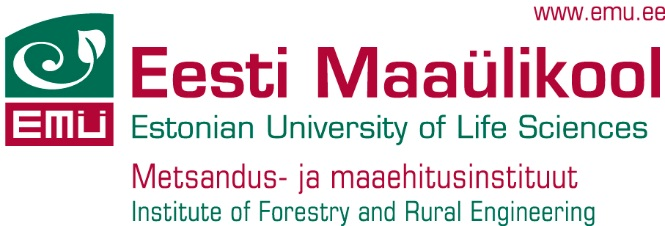 www.emu.ee
Eesti Maaülikool
EMÜ
Estonian University of Life Sciences
Metsandus- ja maaehitusinstituut
Institute of Forestry and Rural Engineering